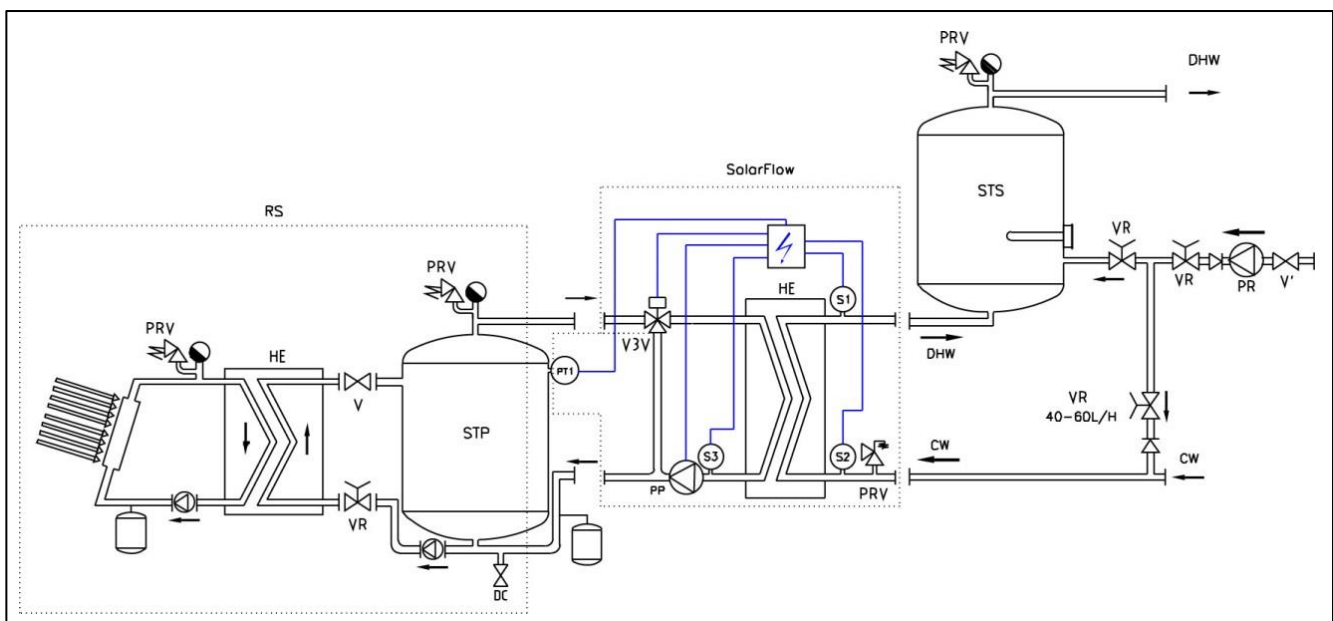 PRV
DHW
STS
SolarFlow
RS
VR
VR
PR
V'
PRV
HE
S1
DHW
PRV
HE
V3V
PT1
V
STP
VR
40-60L/H
S3
S2
CW
CW
PP
PRV
VR
DC